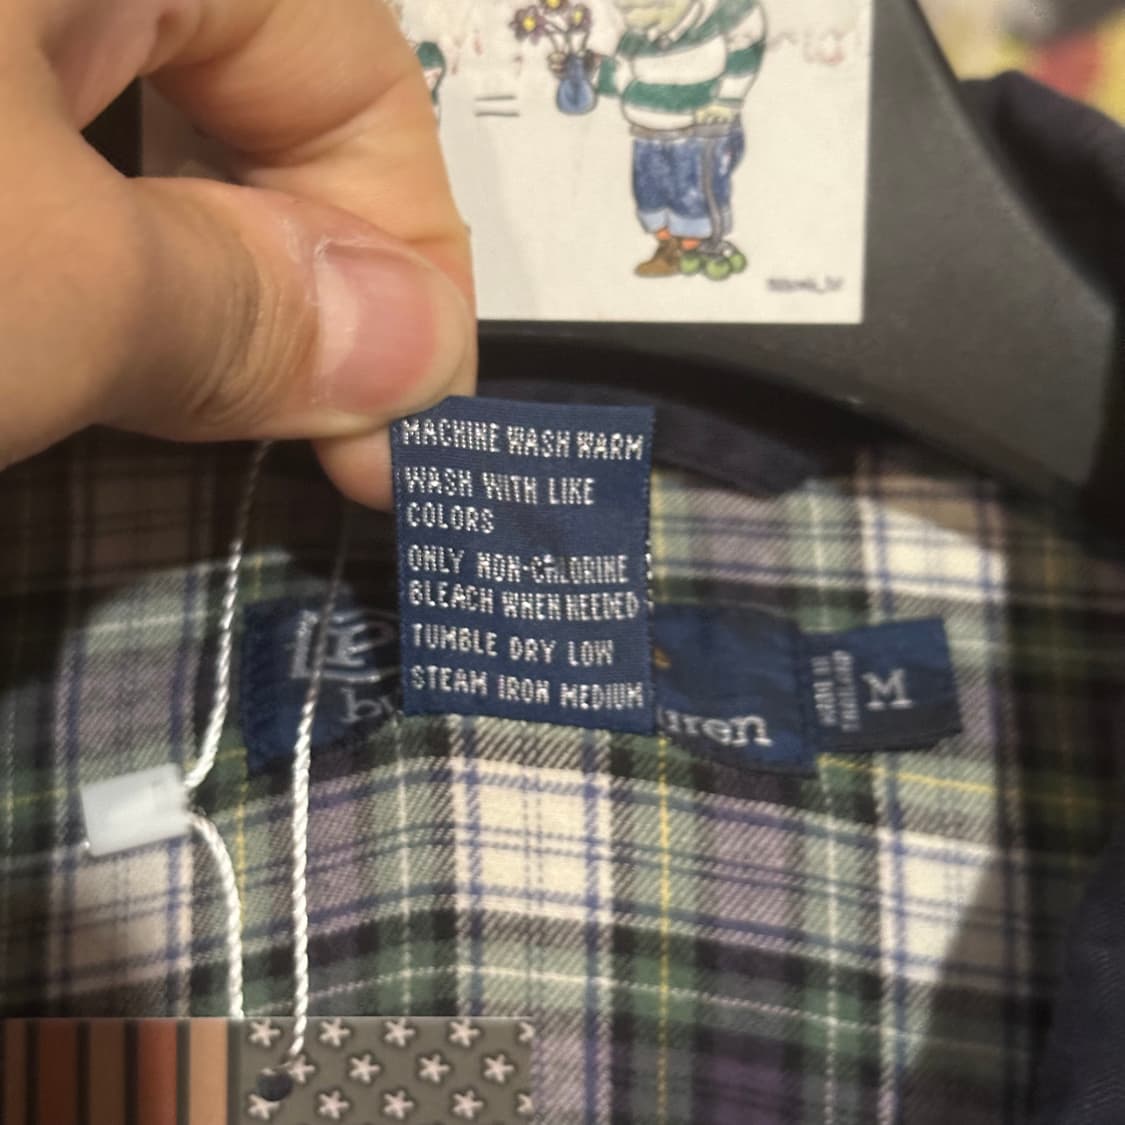 MACHINE WASH WARM
WASH WITH LIKE
COLORS
ONLY NON-CHLORINE
BLEACH WHEN NEEDED
TUMBLE DRY LOW
STEAM IRON MEDIUM
M